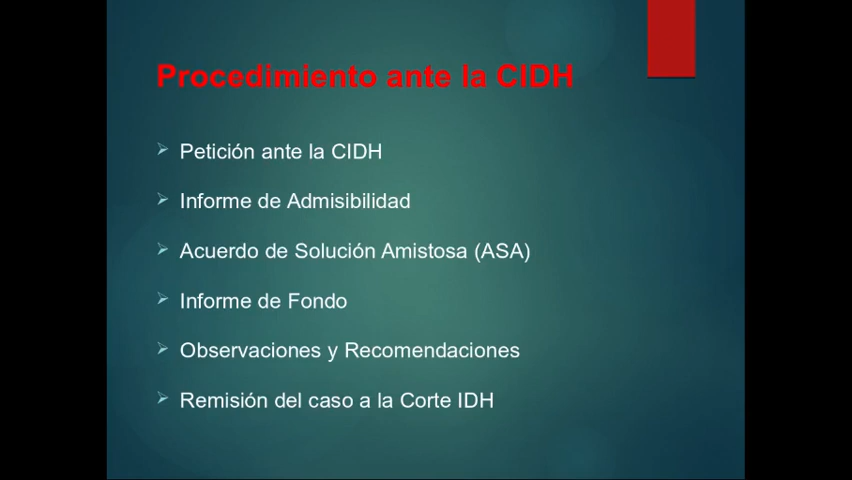 Procedimiento ante la CIDH
Petición ante la CIDH
Informe de Admisibilidad
Acuerdo de Solución Amistosa (ASA)
Informe de Fondo
Observaciones y Recomendaciones
Remisión del caso a la Corte IDH